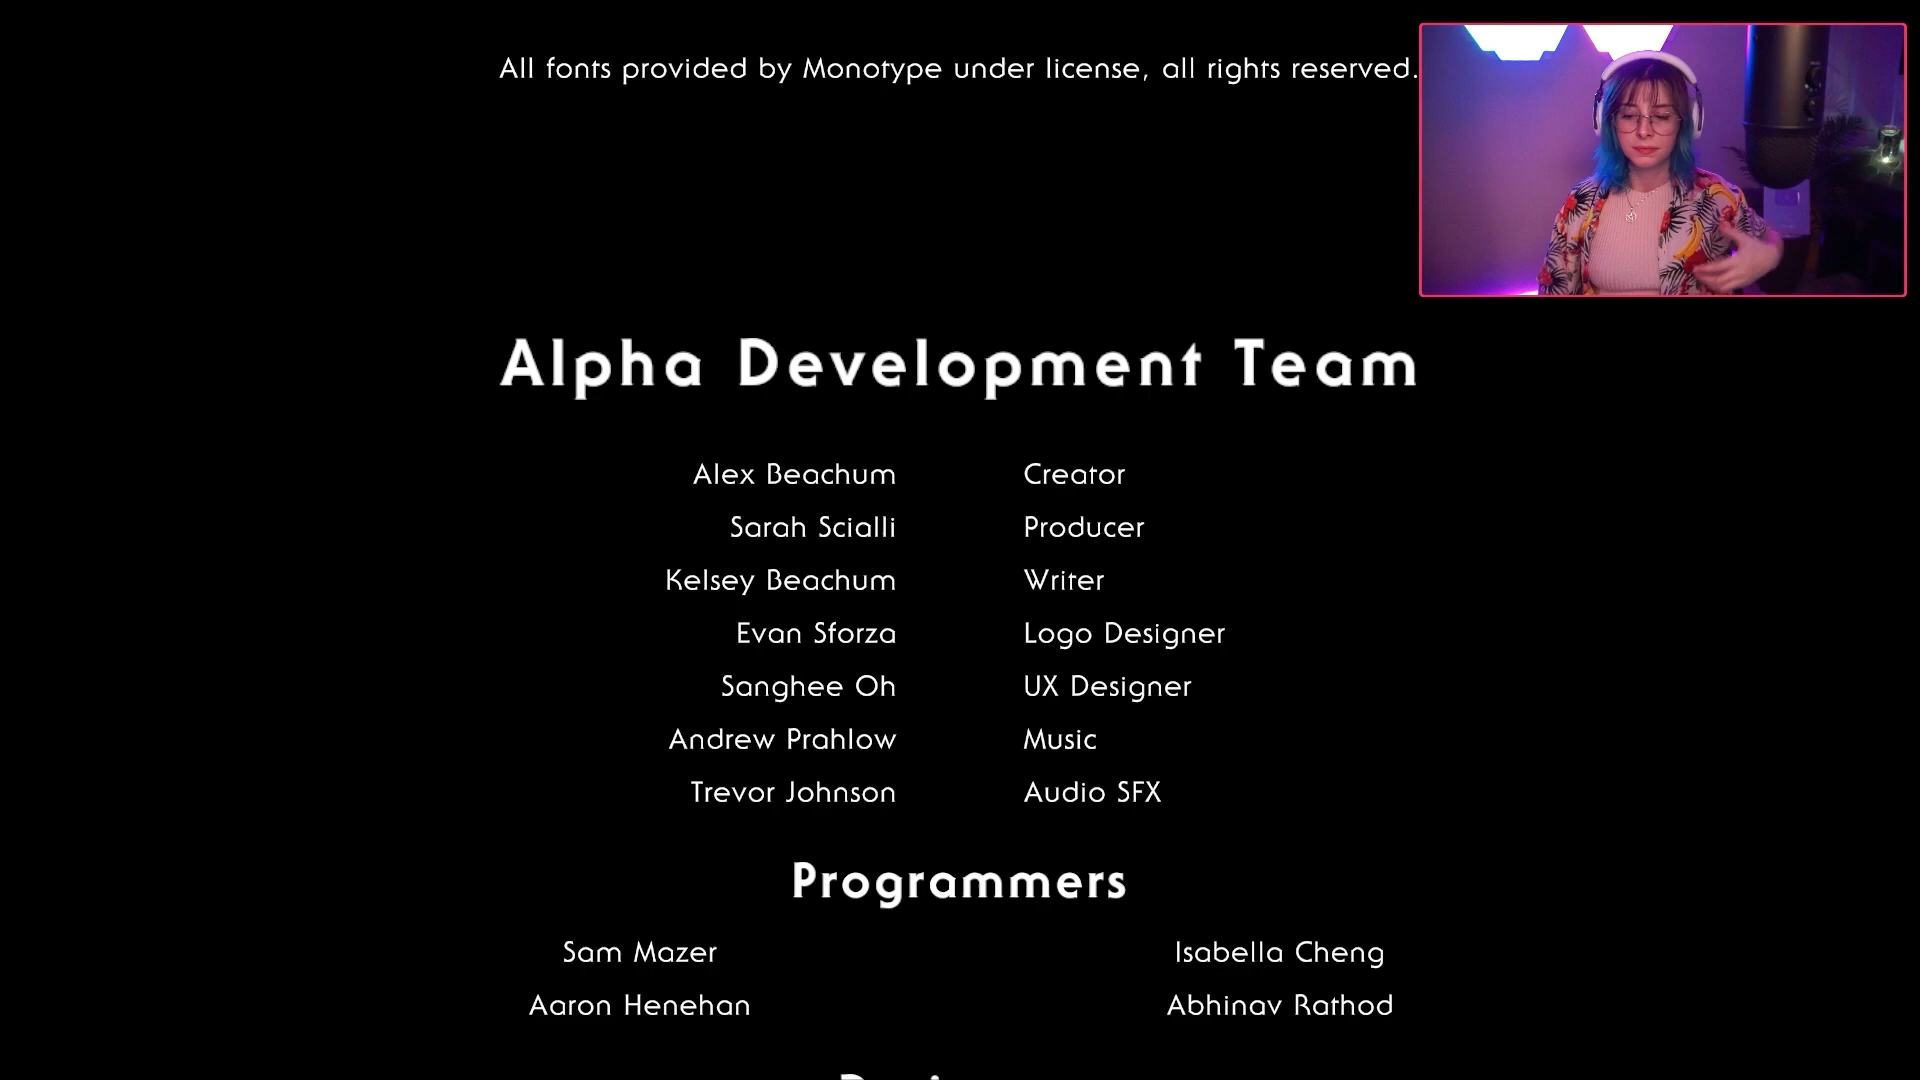 All fonts provided by Monotype under license, all rights reserved.
Alpha Development Team
Alex Beachum Creator
Sarah Scialli Producer
Kelsey Beachum Writer
Evan Sforza Logo Designer
Sanghee Oh UX Designer
Andrew Prahlow Music
Trevor Johnson Audio SFX
Programmers
Sam Mazer Isabella Cheng
Aaron Henehan Abhinav Rathod